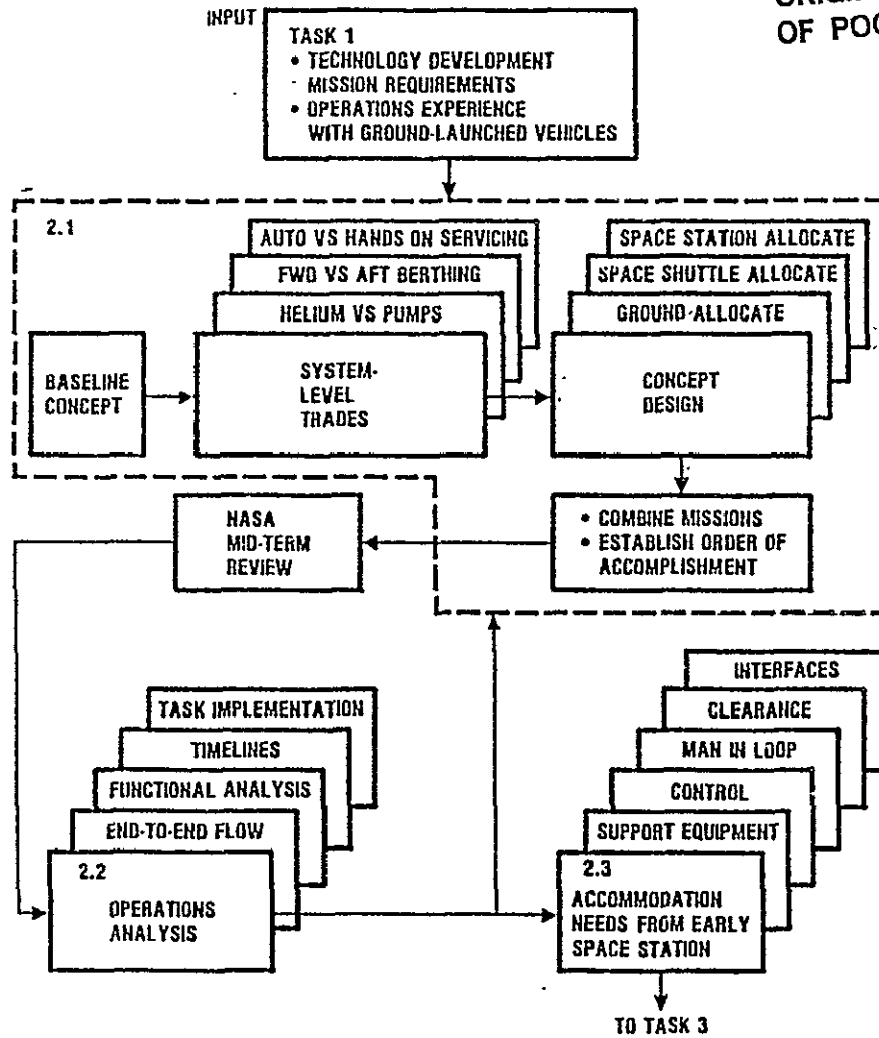 OF POO
INPUT
TASK 1
• TECHNOLOGY DEVELOPMENT
- MISSION REQUIREMENTS
• OPERATIONS EXPERIENCE
WITH GROUND-LAUNCHED VEHICLES
2.1
AUTO VS HANDS ON SERVICING
FWD VS AFT BERTHING
HELIUM VS PUMPS
SYSTEM-
LEVEL
TRADES
SPACE STATION ALLOCATE
SPACE SHUTTLE ALLOCATE
GROUND-ALLOCATE
CONCEPT
DESIGN
BASELINE
CONCEPT
NASA
MID-TERM
REVIEW
• COMBINE MISSIONS
• ESTABLISH ORDER OF
ACCOMPLISHMENT
TASK IMPLEMENTATION
TIMELINES
FUNCTIONAL ANALYSIS
END-TO-END FLOW
2.2
OPERATIONS
ANALYSIS
INTERFACES
CLEARANCE
MAN IN LOOP
CONTROL
SUPPORT EQUIPMENT
2.3
ACCOMMODATION
NEEDS FROM EARLY
SPACE STATION
TO TASK 3